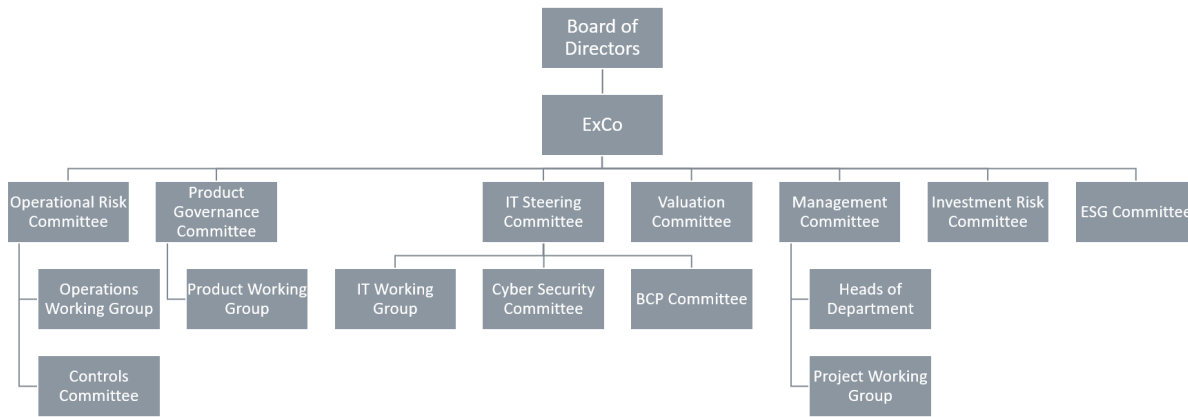 Board of
Directors
ExCo
Operational Risk
Committee
Product
Governance
Committee
IT Steering
Committee
Valuation
Committee
Management
Committee
Investment Risk
Committee
ESG Committee
Operations
Working Group
Product Working
Group
IT Working
Group
Cyber Security
Committee
BCP Committee
Heads of
Department
Controls
Committee
Project Working
Group